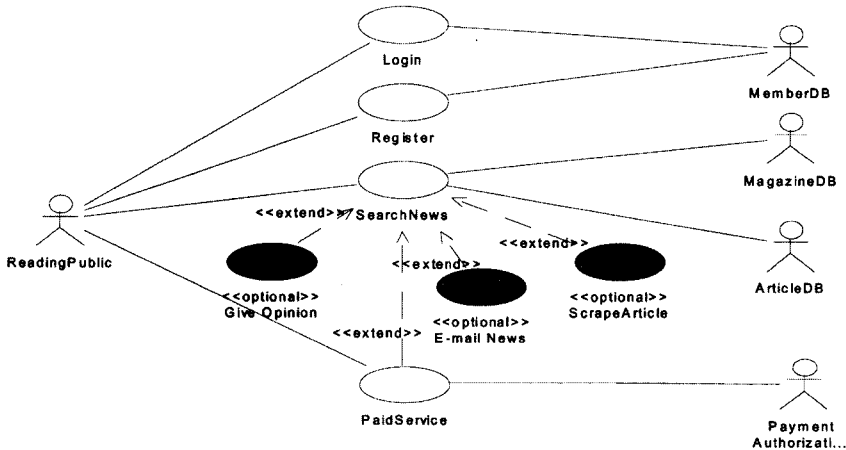 Login
MemberDB
Register
MagazineDB
SearchNews
<<extend>>
ReadingPublic
<<extend>>
<<extend>>
ArticleDB
<<optional>>
Give Opinion
<<optional>>
E-mail News
<<optional>>
ScrapeArticle
<<extend>>
PaidService
Payment
Authorizati...